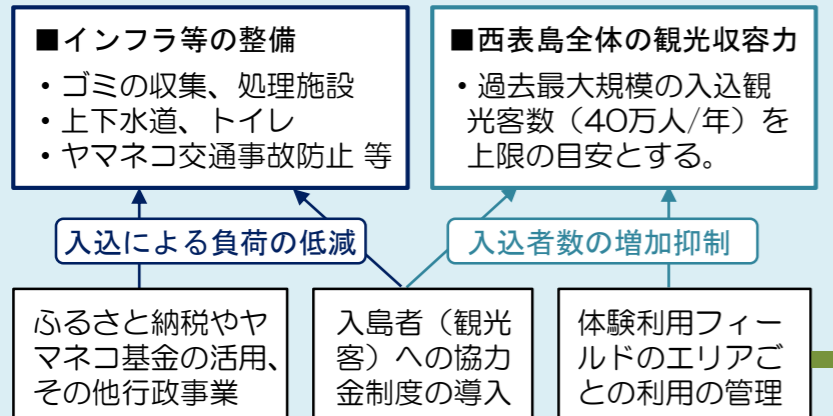 ■インフラ等の整備
・ゴミの収集、処理施設
・上下水道、トイレ
・ヤマネコ交通事故防止 等
■西表島全体の観光収容力
・過去最大規模の入込観
光客数（40万人/年）を
上限の目安とする。
入込による負荷の低減
入込者数の増加抑制
ふるさと納税やヤ
マネコ基金の活用、
その他行政事業
入島者（観光
客）への協力
金制度の導入
体験利用フィー
ルドのエリアご
との利用の管理